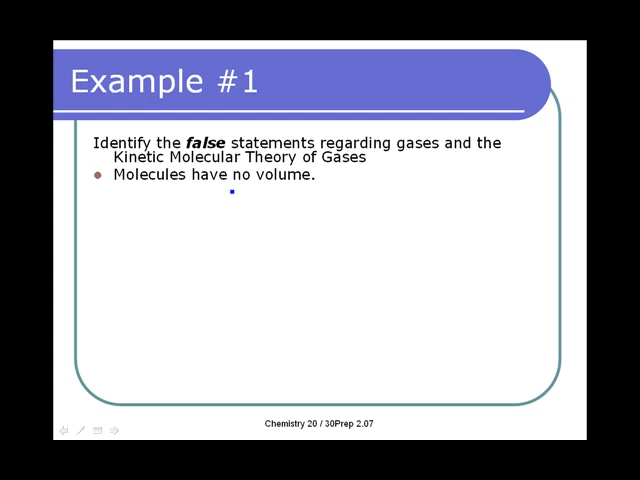 Example #1
Identify the false statements regarding gases and the
Kinetic Molecular Theory of Gases
Molecules have no volume.
Chemistry 20 / 30Prep 2.07